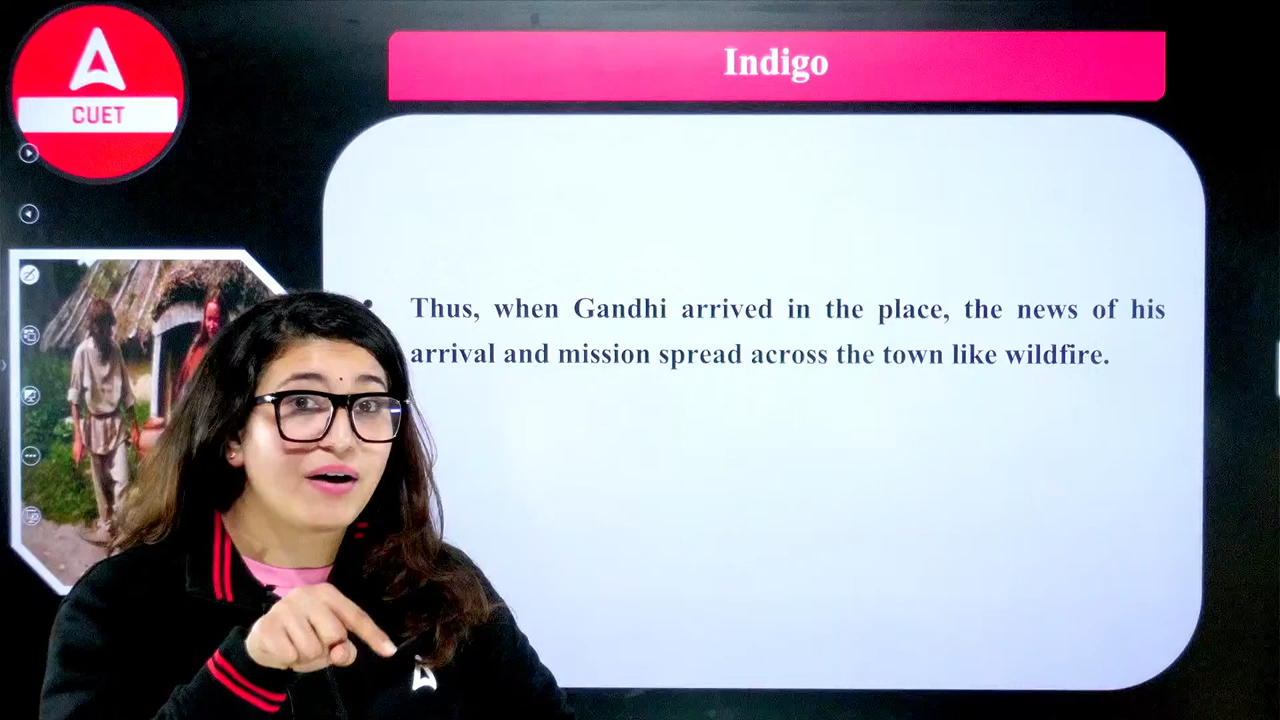 CUET
Indigo
Thus, when Gandhi arrived in the place, the news of his
arrival and mission spread across the town like wildfire.